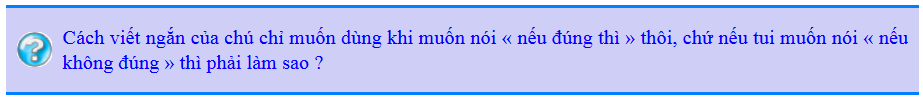 Cách viết ngắn của chú chỉ muốn dùng khi muốn nói « nếu đúng thì » thôi, chứ nếu tui muốn nói « nếu
không đúng » thì phải làm sao ?